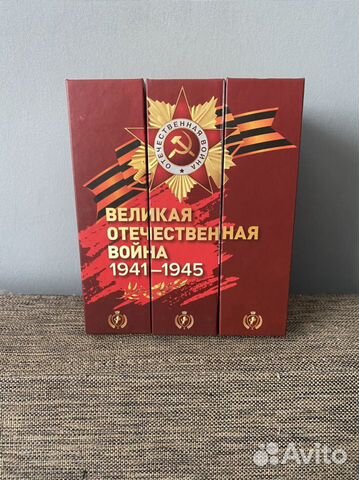 ОТЕЧЕСТВЕННАЯ ВОЙНА
ВЕЛИКАЯ
ОТЕЧЕСТВЕННАЯ
ВОЙНА
1941–1945
Avito